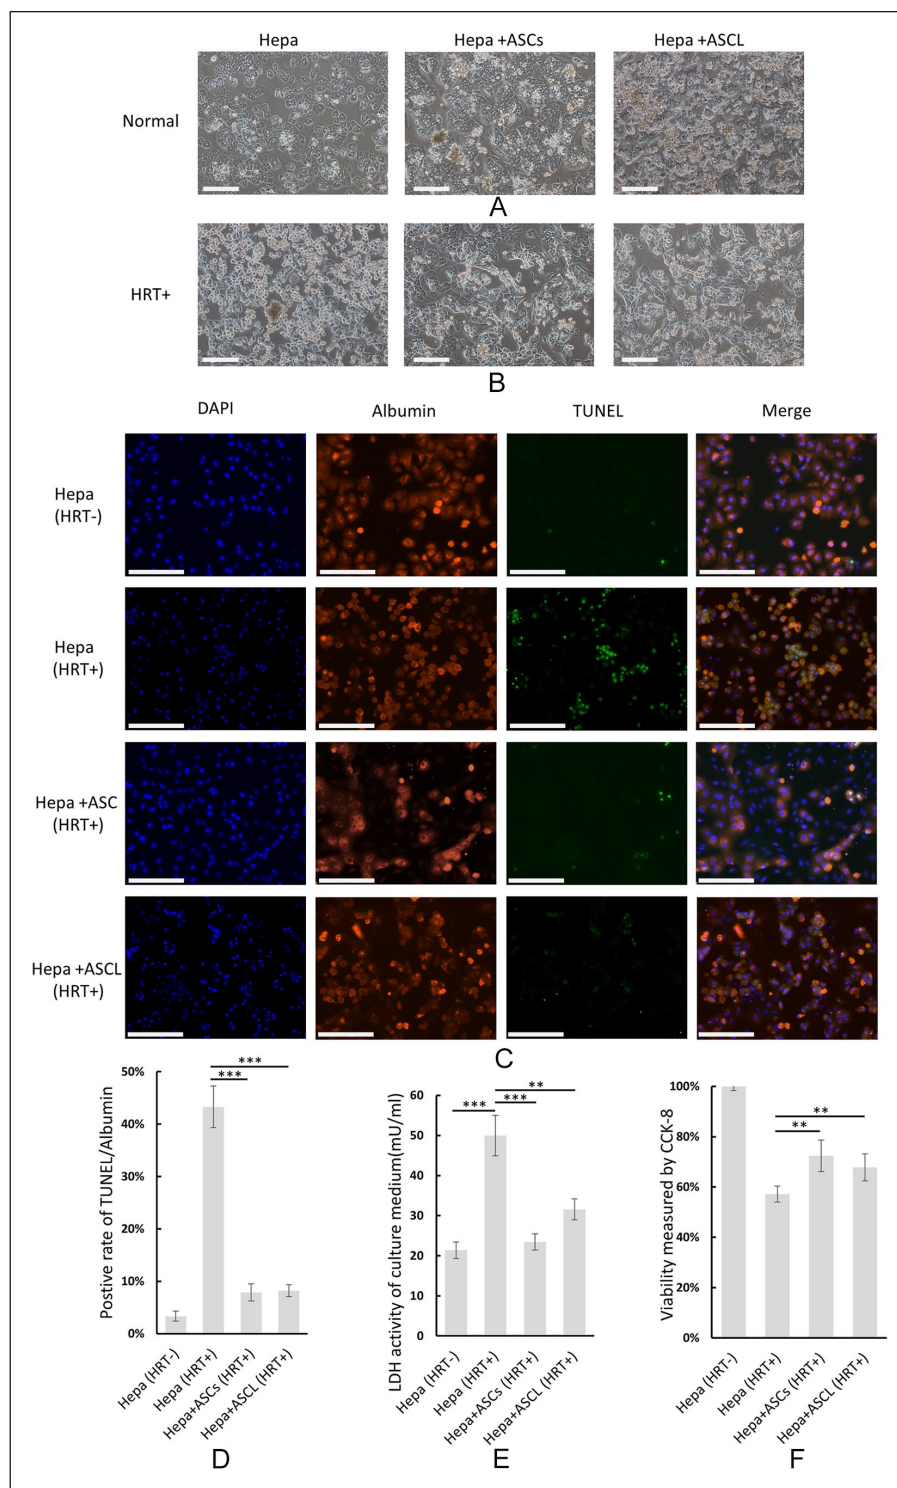 Hepa
Hepa +ASCs
Hepa +ASCL
Normal
A
HRT+
B
DAPI
Albumin
TUNEL
Merge
Hepa
(HRT-)
Hepa
(HRT+)
Hepa +ASC
(HRT+)
Hepa +ASCL
(HRT+)
C
Postive rate of TUNEL/Albumin
50%
40%
30%
20%
10%
0%
***
***
Hepa (HRT-)
Hepa (HRT+)
Hepa+ASCs (HRT+)
Hepa+ASCL (HRT+)
D
LDH activity of culture medium(mU/ml)
60
50
40
30
20
10
0
**
***
***
Hepa (HRT-)
Hepa (HRT+)
Hepa+ASCs (HRT+)
Hepa+ASCL (HRT+)
E
Viability measured by CCK-8
100%
80%
60%
40%
20%
0%
**
**
Hepa (HRT-)
Hepa (HRT+)
Hepa+ASCs (HRT+)
Hepa+ASCL (HRT+)
F